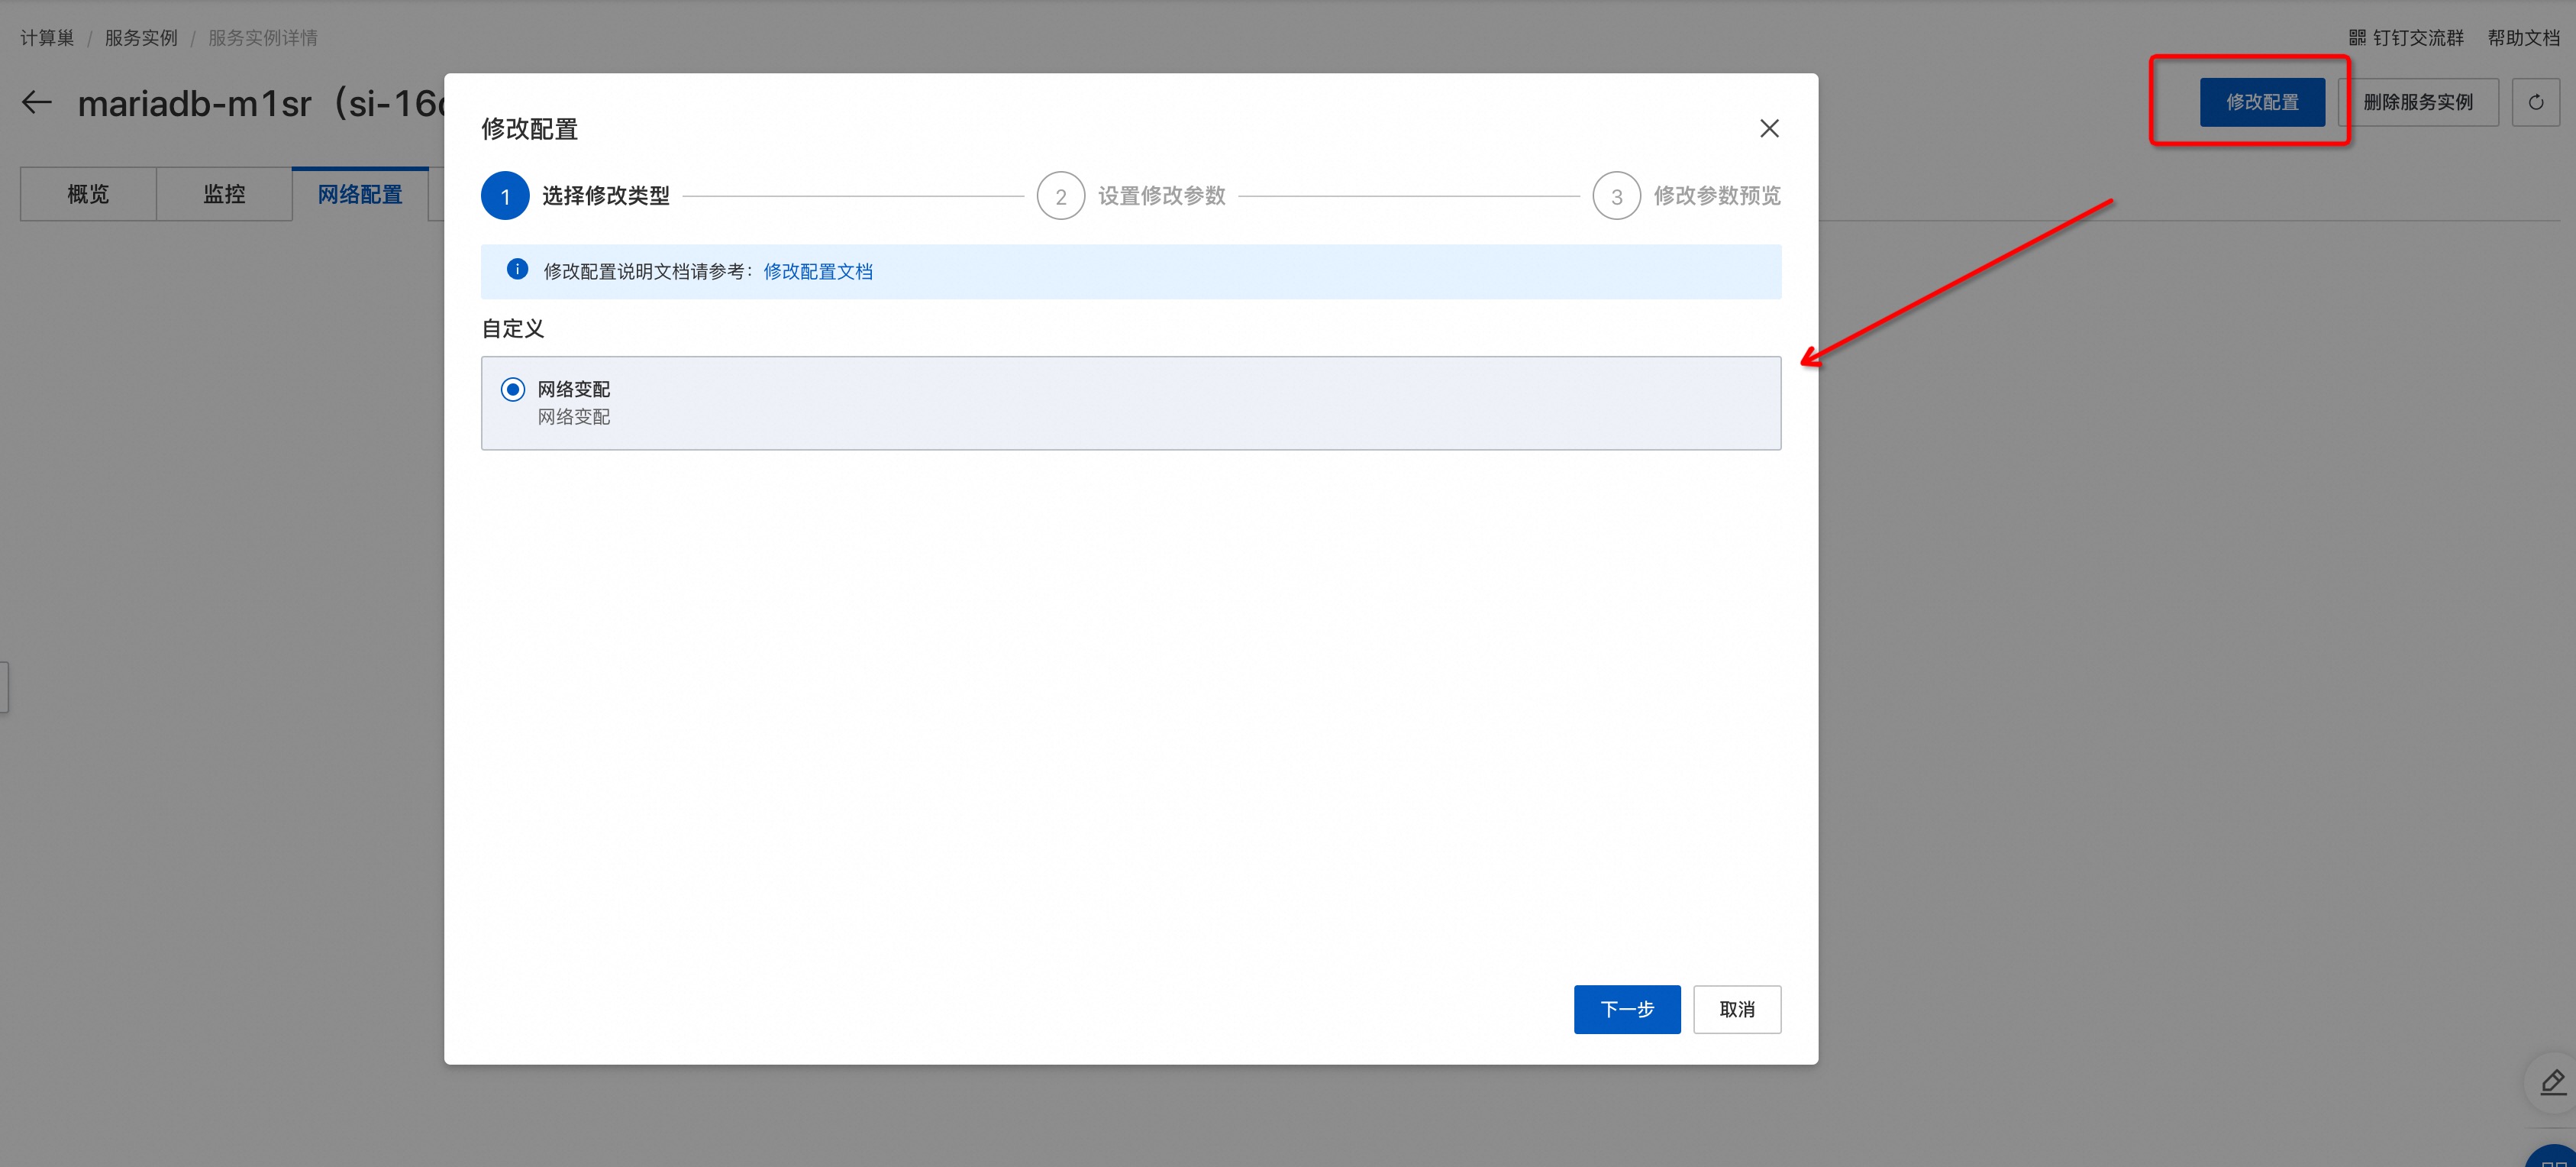 计算巢 / 服务实例 / 服务实例详情
钉钉交流群 帮助文档
mariadb-m1sr（si-16
修改配置 删除服务实例
概览 监控 网络配置
修改配置
1 选择修改类型 2 设置修改参数 3 修改参数预览
修改配置说明文档请参考：修改配置文档
自定义
网络变配
网络变配
下一步 取消